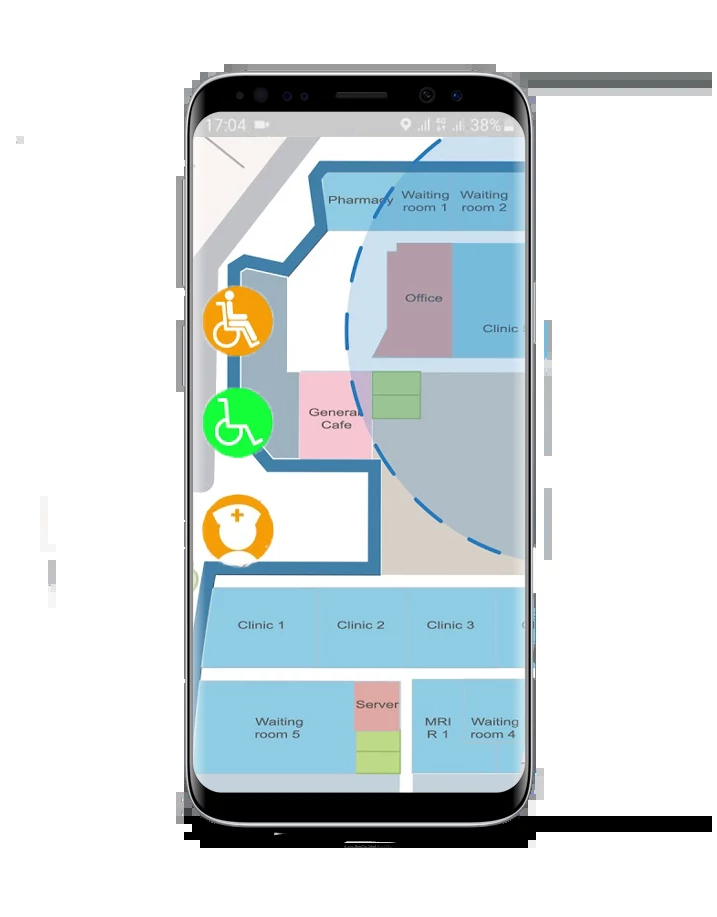 17:04
4G
38%
Pharmacy
Waiting
room 1
Waiting
room 2
Office
Clinic
General
Cafe
Clinic 1
Clinic 2
Clinic 3
Server
Waiting
room 5
MRI
R 1
Waiting
room 4